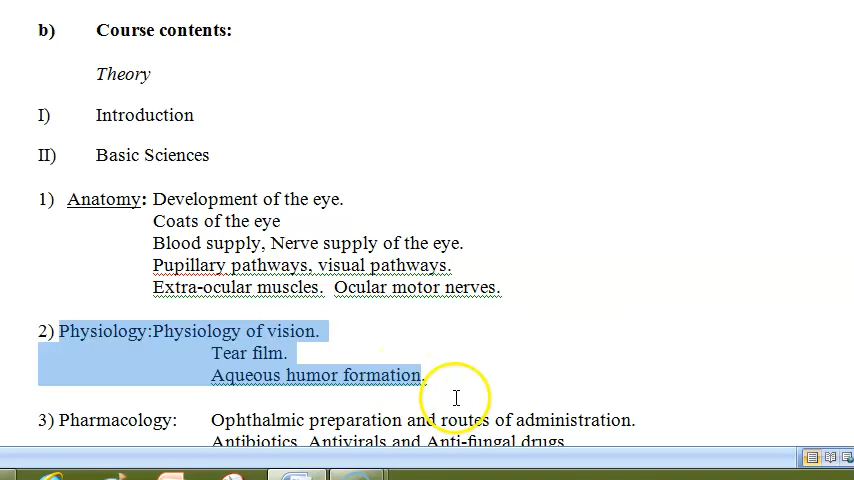 b) Course contents:
Theory
I) Introduction
II) Basic Sciences
1) Anatomy: Development of the eye.
Coats of the eye
Blood supply, Nerve supply of the eye.
Pupillary pathways, visual pathways.
Extra-ocular muscles. Ocular motor nerves.
2) Physiology:Physiology of vision.
Tear film.
Aqueous humor formation.
3) Pharmacology: Ophthalmic preparation and routes of administration.
Antibiotics, Antivirals and Anti-fungal drugs